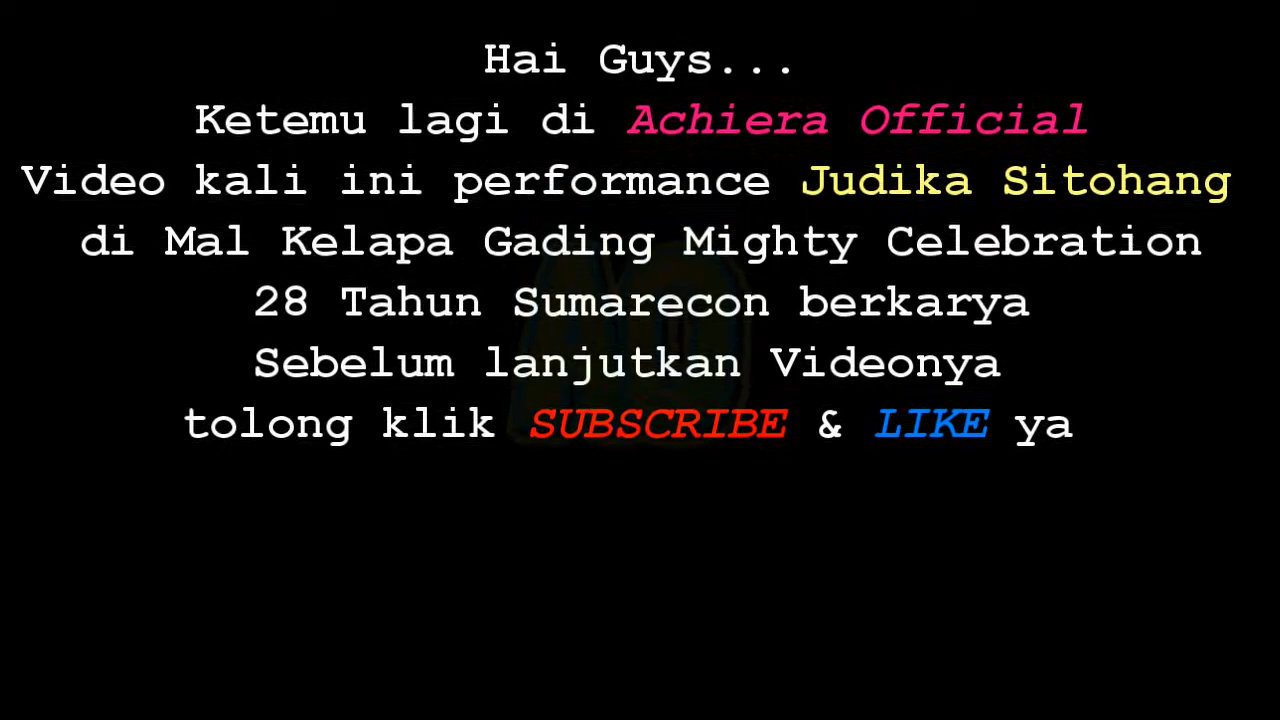 Hai Guys...
Ketemu lagi di Achiera Official
Video kali ini performance Judika Sitohang
di Mal Kelapa Gading Mighty Celebration
28 Tahun Sumarecon berkarya
Sebelum lanjutkan Videonya
tolong klik SUBSCRIBE & LIKE ya